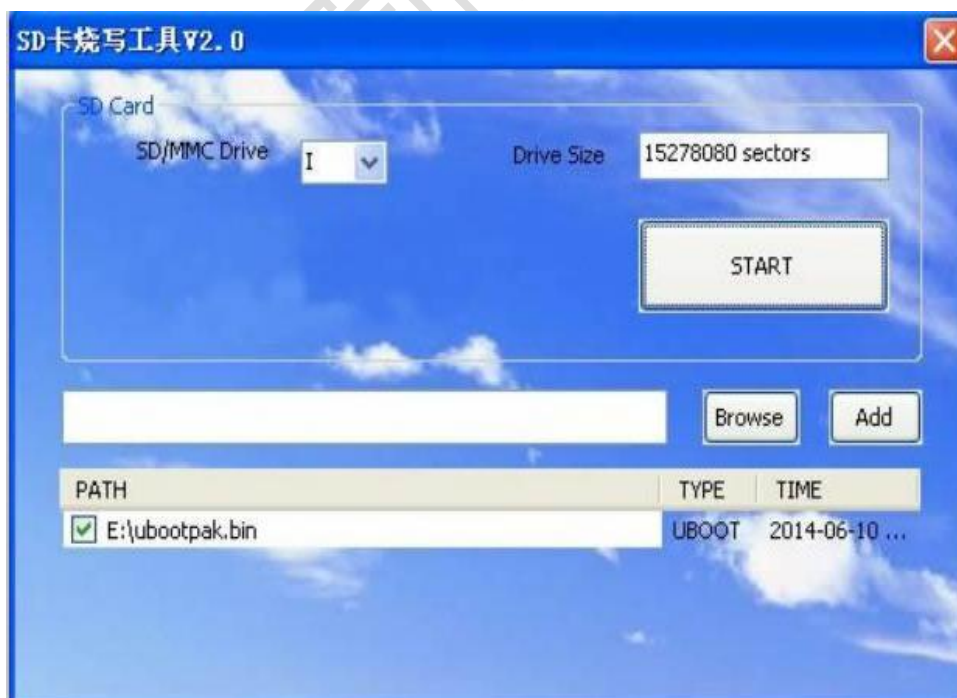 SD卡烧写工具V2.0
SD Card
SD/MMC Drive I Drive Size 15278080 sectors
START
Browse Add
PATH TYPE TIME
E:\ubootpak.bin UBOOT 2014-06-10 ...